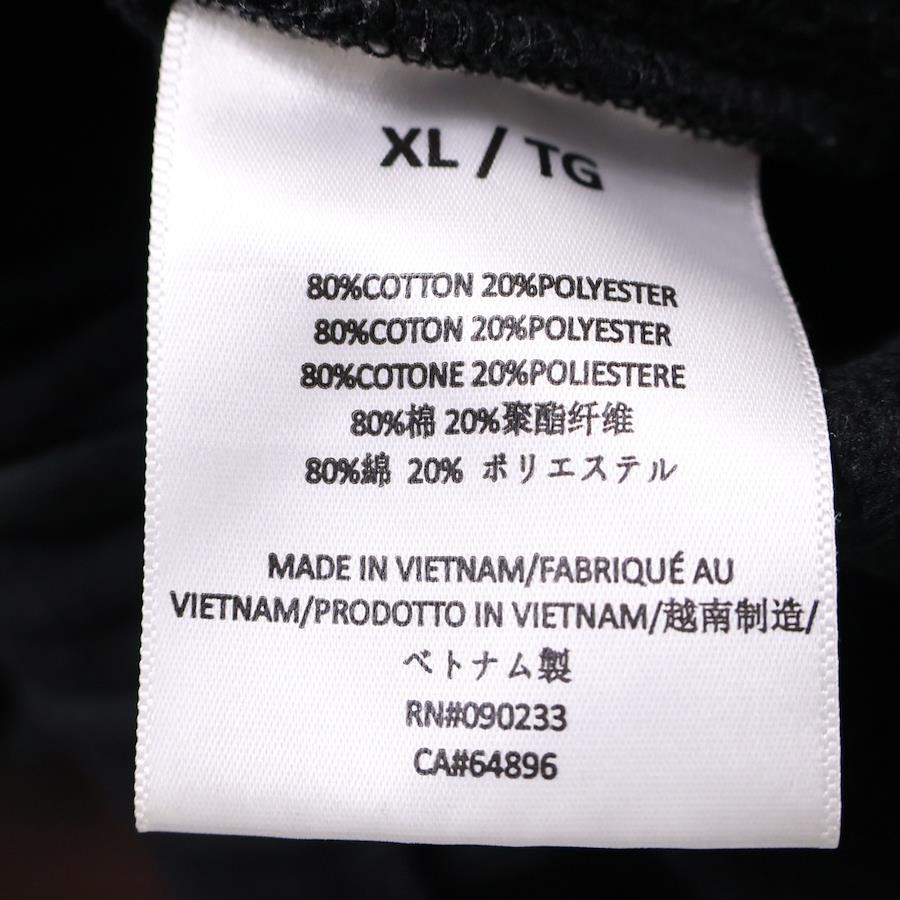 XL / TG
80%COTTON 20%POLYESTER
80%COTON 20%POLYESTER
80%COTONE 20%POLIESTERE
80%棉 20%聚酯纤维
80%綿 20% ポリエステル
MADE IN VIETNAM/FABRIQUÉ AU
VIETNAM/PRODOTTO IN VIETNAM/越南制造/
ベトナム製
RN#090233
CA#64896